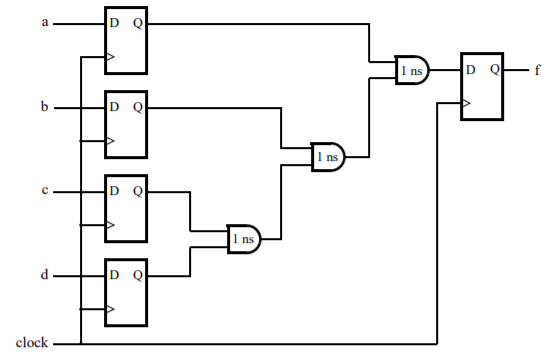 a D Q
1 ns D Q f
b D Q
1 ns
c D Q
1 ns
d D Q
clock